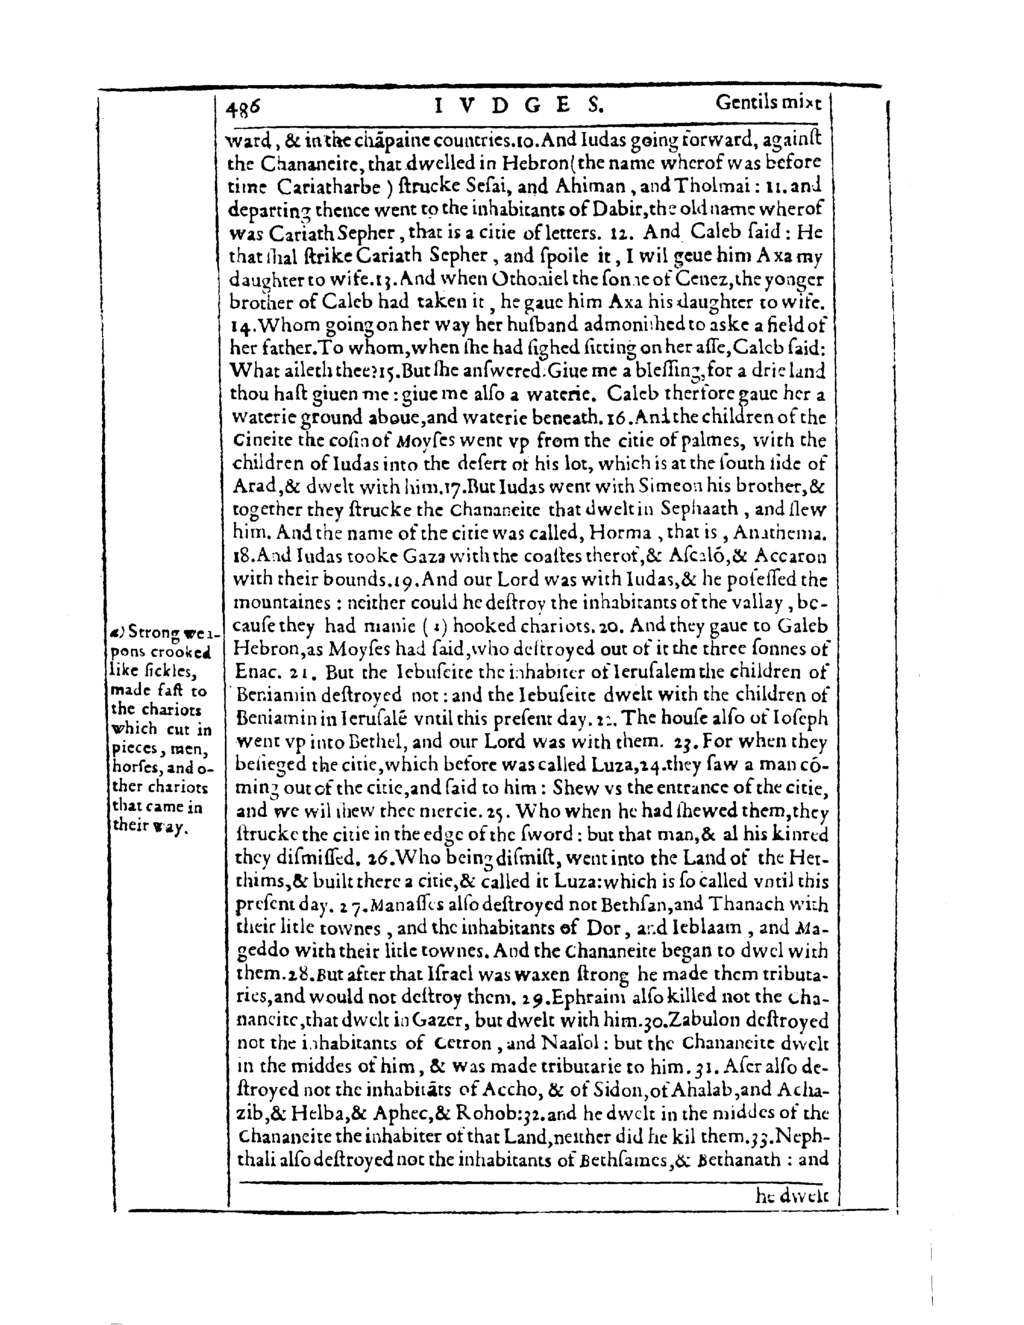 486 I V D G E S. Gentils mixt
ward, & in the chãpaine countries. 10. And Iudas going forward, againſt
the Chananeite, that dwelled in Hebron (the name wherof was before
time Cariatharbe ) ſtrucke Seſai, and Ahiman, and Tholmai: 11. and
departing thence went to the inhabitants of Dabir, the old name wherof
was Cariath Sepher, that is a citie of letters. 12. And Caleb ſaid: He
that ſhal ſtrike Cariath Sepher, and ſpoile it, I wil geue him Axa my
daughter to wife. 13. And when Othoniel the ſonne of Cenez, the yonger
brother of Caleb had taken it, he gaue him Axa his daughter to wife.
14. Whom going on her way her huſband admoniſhed to aske a field of
her father. To whom, when ſhe had ſighed ſitting on her aſſe, Caleb ſaid:
What aileth thee? 15. But ſhe anſwered: Giue me a bleſſing, for a drie land
thou haſt giuen me: giue me alſo a waterie. Caleb therfore gaue her a
waterie ground aboue, and waterie beneath. 16. And the children of the
Cineite the coſin of Moyſes went vp from the citie of palmes, with the
children of Iudas into the deſert of his lot, which is at the ſouth ſide of
Arad, & dwelt with him. 17. But Iudas went with Simeon his brother, &
together they ſtrucke the Chananeite that dwelt in Sephaath, and ſlew
him. And the name of the citie was called, Horma, that is, Anathema.
18. And Iudas tooke Gaza with the coaſtes therof, & Aſcalõ, & Accaron
with their bounds. 19. And our Lord was with Iudas, & he poſeſſed the
mountaines: neither could he deſtroy the inhabitants of the vallay, be-
cauſe they had manie (a) hooked chariots. 20. And they gaue to Galeb
Hebron, as Moyſes had ſaid, who deſtroyed out of it the three ſonnes of
Enac. 21. But the Iebuſeite the inhabiter of Ieruſalem the children of
Beniamin deſtroyed not: and the Iebuſeite dwelt with the children of
Beniamin in Ieruſalẽ vntil this preſent day. 22. The houſe alſo of Ioſeph
went vp into Bethel, and our Lord was with them. 23. For when they
beſieged the citie, which before was called Luza, 24. they ſaw a man cõ-
ming out of the citie, and ſaid to him: Shew vs the entrance of the citie,
and we wil ſhew thee mercie. 25. Who when he had ſhewed them, they
ſtrucke the citie in the edge of the ſword: but that man, & al his kinred
they diſmiſſed. 26. Who being diſmiſt, went into the Land of the Het-
thims, & built there a citie, & called it Luza: which is ſo called vntil this
preſent day. 27. Manaſſes alſo deſtroyed not Bethſan, and Thanach with
their litle townes, and the inhabitants of Dor, and Ieblaam, and Ma-
geddo with their litle townes. And the Chananeite began to dwel with
them. 28. But after that Iſrael was waxen ſtrong he made them tributa-
ries, and would not deſtroy them. 29. Ephraim alſo killed not the Cha-
naneite, that dwelt in Gazer, but dwelt with him. 30. Zabulon deſtroyed
not the inhabitants of Cetron, and Naalol: but the Chananeite dwelt
in the middes of him, & was made tributarie to him. 31. Aſer alſo de-
ſtroyed not the inhabitãts of Accho, & of Sidon, of Ahalab, and Acha-
zib, & Helba, & Aphec, & Rohob: 32. and he dwelt in the middes of the
Chananeite the inhabiter of that Land, neither did he kil them. 33. Neph-
thali alſo deſtroyed not the inhabitants of Bethſames, & Bethanath: and
he dwelt
a) Strong wea-
pons crooked
like ſickles,
made faſt to
the chariots
which cut in
pieces, men,
horſes, and o-
ther chariots
that came in
their way.